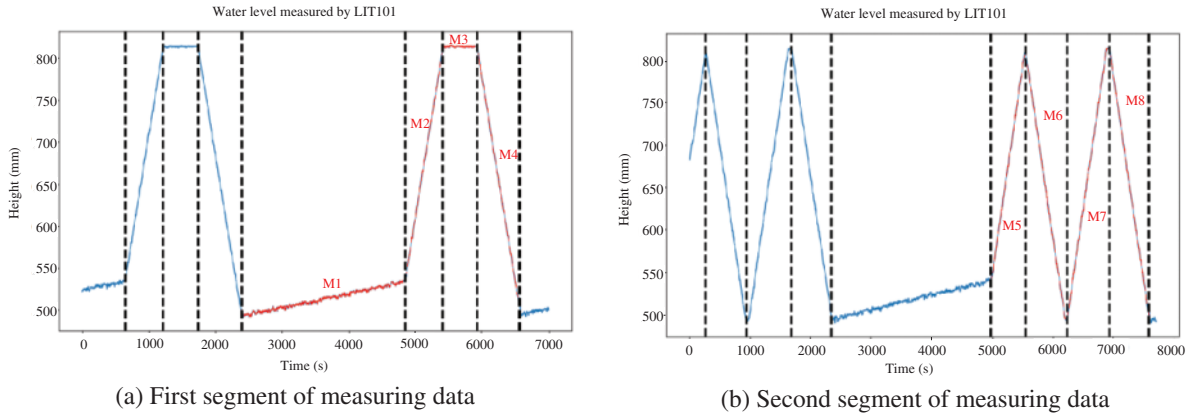 Water level measured by LIT101
Height (mm)
800
750
700
650
600
550
500
M1
M2
M3
M4
0
1000
2000
3000
4000
5000
6000
7000
Time (s)
(a) First segment of measuring data
Water level measured by LIT101
Height (mm)
800
750
700
650
600
550
500
M5
M6
M7
M8
0
1000
2000
3000
4000
5000
6000
7000
8000
Time (s)
(b) Second segment of measuring data